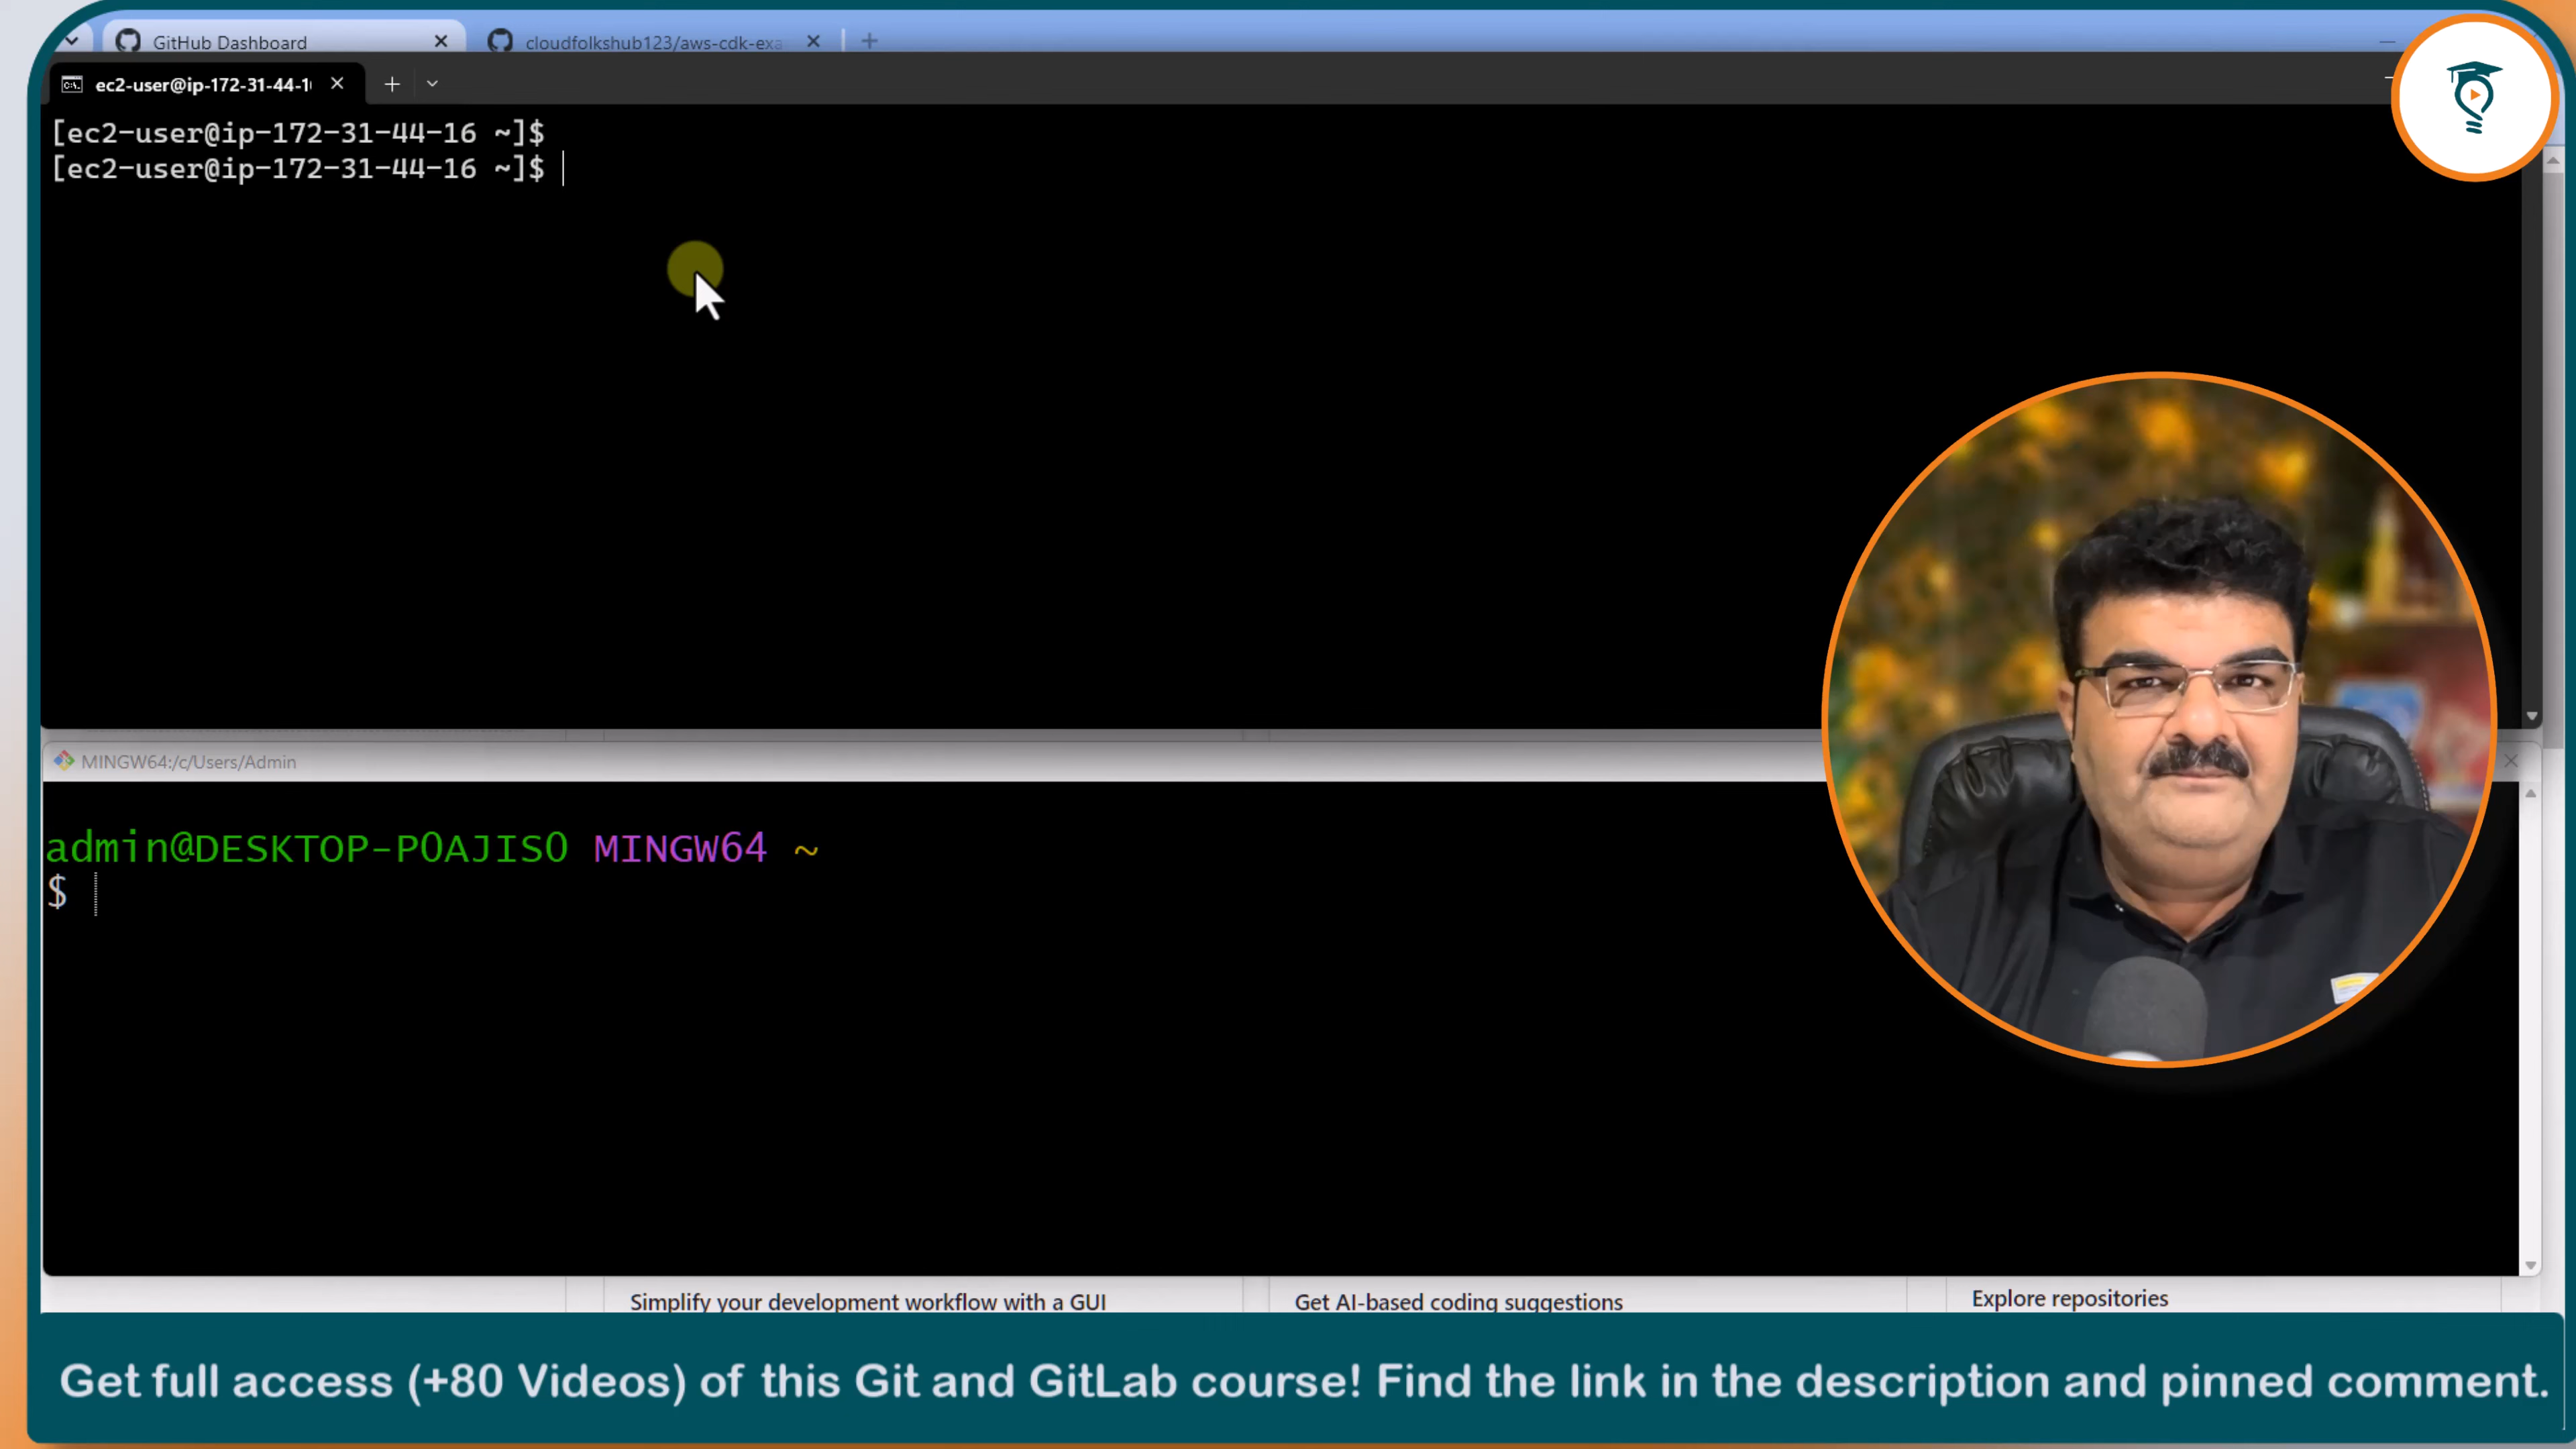 GitHub Dashboard
cloudfolkshub123/aws-cdk-exa
ec2-user@ip-172-31-44-1
[ec2-user@ip-172-31-44-16 ~]$
[ec2-user@ip-172-31-44-16 ~]$
MINGW64:/c/Users/Admin
admin@DESKTOP-P0AJIS0 MINGW64 ~
$
Simplify your development workflow with a GUI
Get AI-based coding suggestions
Explore repositories
Get full access (+80 Videos) of this Git and GitLab course! Find the link in the description and pinned comment.